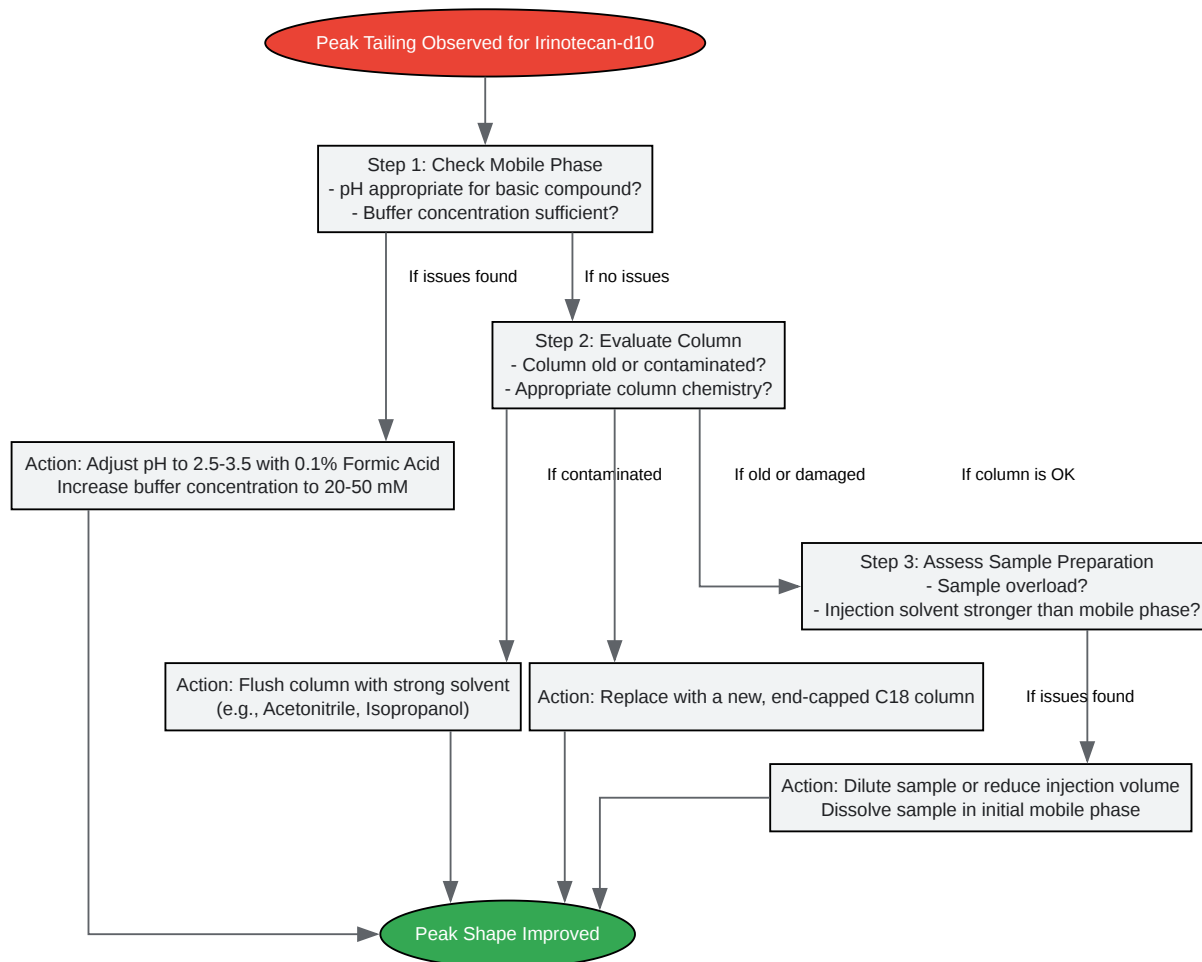 Peak Tailing Observed for Irinotecan-d10
Step 1: Check Mobile Phase
- pH appropriate for basic compound?
- Buffer concentration sufficient?
If issues found
If no issues
Step 2: Evaluate Column
- Column old or contaminated?
- Appropriate column chemistry?
Action: Adjust pH to 2.5-3.5 with 0.1% Formic Acid
Increase buffer concentration to 20-50 mM
If contaminated
If old or damaged
If column is OK
Step 3: Assess Sample Preparation
- Sample overload?
- Injection solvent stronger than mobile phase?
Action: Flush column with strong solvent
(e.g., Acetonitrile, Isopropanol)
Action: Replace with a new, end-capped C18 column
If issues found
Action: Dilute sample or reduce injection volume
Dissolve sample in initial mobile phase
Peak Shape Improved